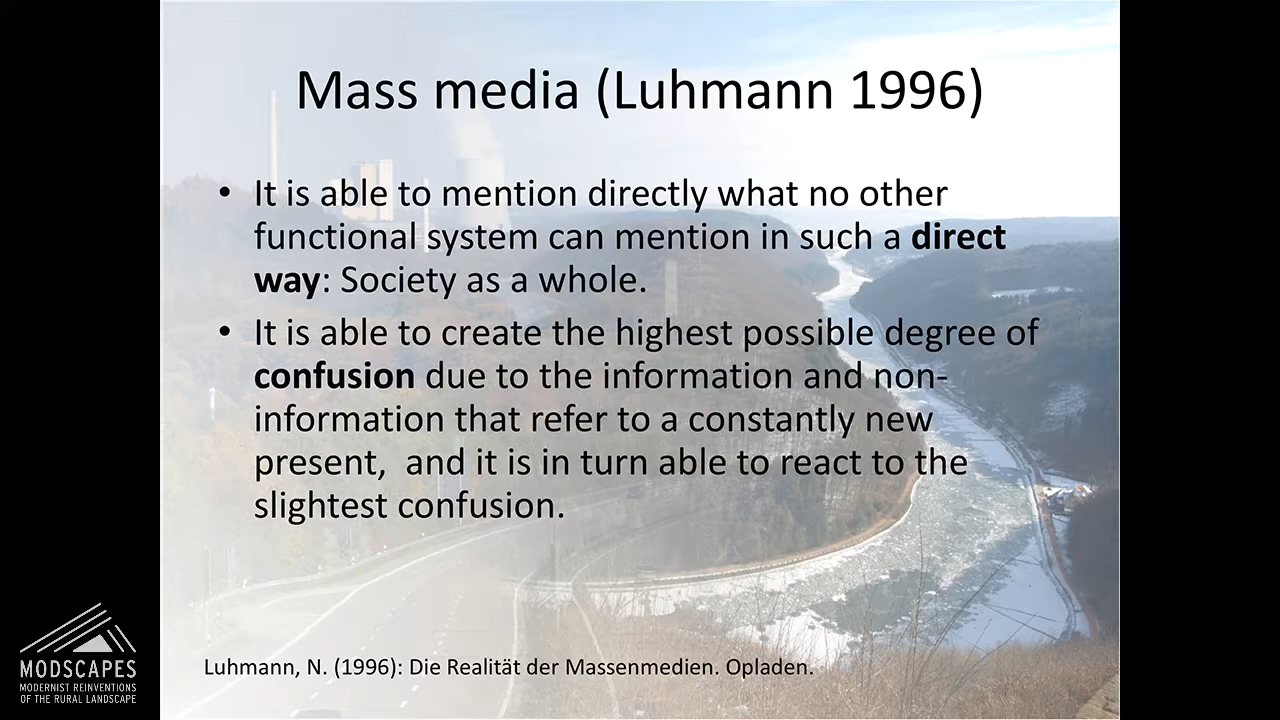 Mass media (Luhmann 1996)
• It is able to mention directly what no other
functional system can mention in such a direct
way: Society as a whole.
• It is able to create the highest possible degree of
confusion due to the information and non-
information that refer to a constantly new
present,  and it is in turn able to react to the
slightest confusion.
Luhmann, N. (1996): Die Realität der Massenmedien. Opladen.
MODSCAPES
MODERNIST REINVENTIONS
OF THE RURAL LANDSCAPE